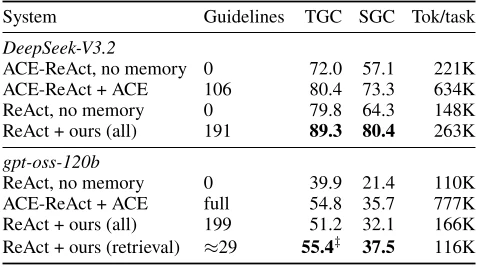 System Guidelines TGC SGC Tok/task
DeepSeek-V3.2
ACE-ReAct, no memory 0 72.0 57.1 221K
ACE-ReAct + ACE 106 80.4 73.3 634K
ReAct, no memory 0 79.8 64.3 148K
ReAct + ours (all) 191 89.3 80.4 263K
gpt-oss-120b
ReAct, no memory 0 39.9 21.4 110K
ACE-ReAct + ACE full 54.8 35.7 777K
ReAct + ours (all) 199 51.2 32.1 166K
ReAct + ours (retrieval) ≈29 55.4‡ 37.5 116K